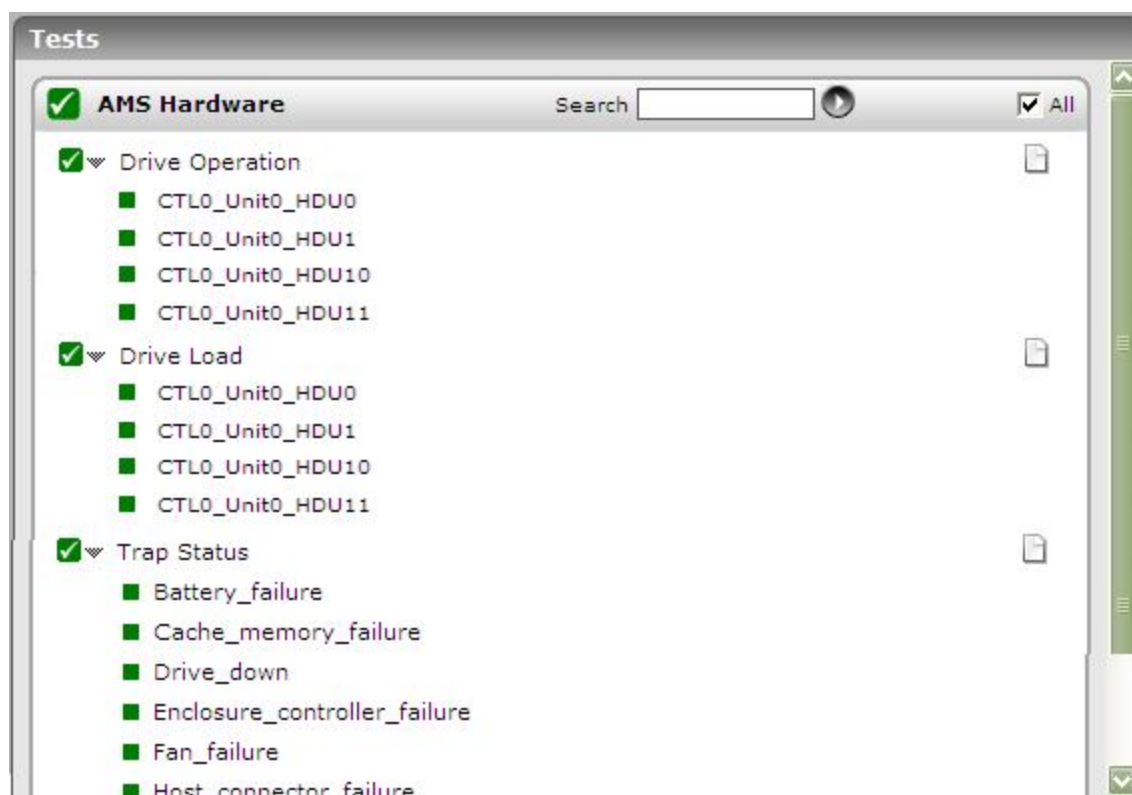 Tests
AMS Hardware Search All
Drive Operation
CTL0_Unit0_HDU0
CTL0_Unit0_HDU1
CTL0_Unit0_HDU10
CTL0_Unit0_HDU11
Drive Load
CTL0_Unit0_HDU0
CTL0_Unit0_HDU1
CTL0_Unit0_HDU10
CTL0_Unit0_HDU11
Trap Status
Battery_failure
Cache_memory_failure
Drive_down
Enclosure_controller_failure
Fan_failure
Host_connector_failure